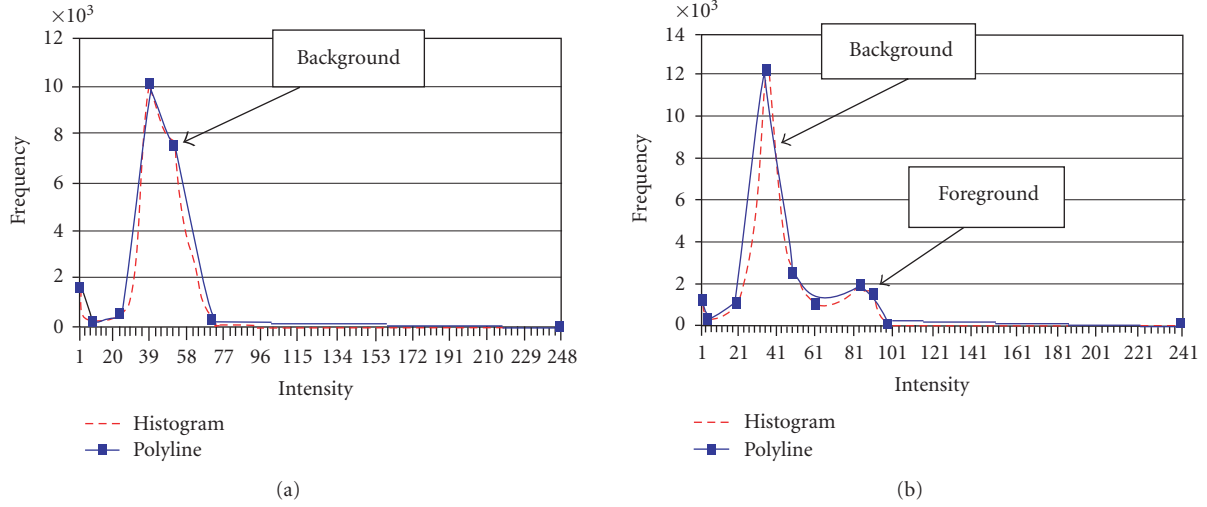 ×10³
12
10
8
6
4
2
0
Frequency
Background
1 20 39 58 77 96 115 134 153 172 191 210 229 248
Intensity
Histogram
Polyline
(a)
×10³
14
12
10
8
6
4
2
0
Frequency
Background
Foreground
1 21 41 61 81 101 121 141 161 181 201 221 241
Intensity
Histogram
Polyline
(b)